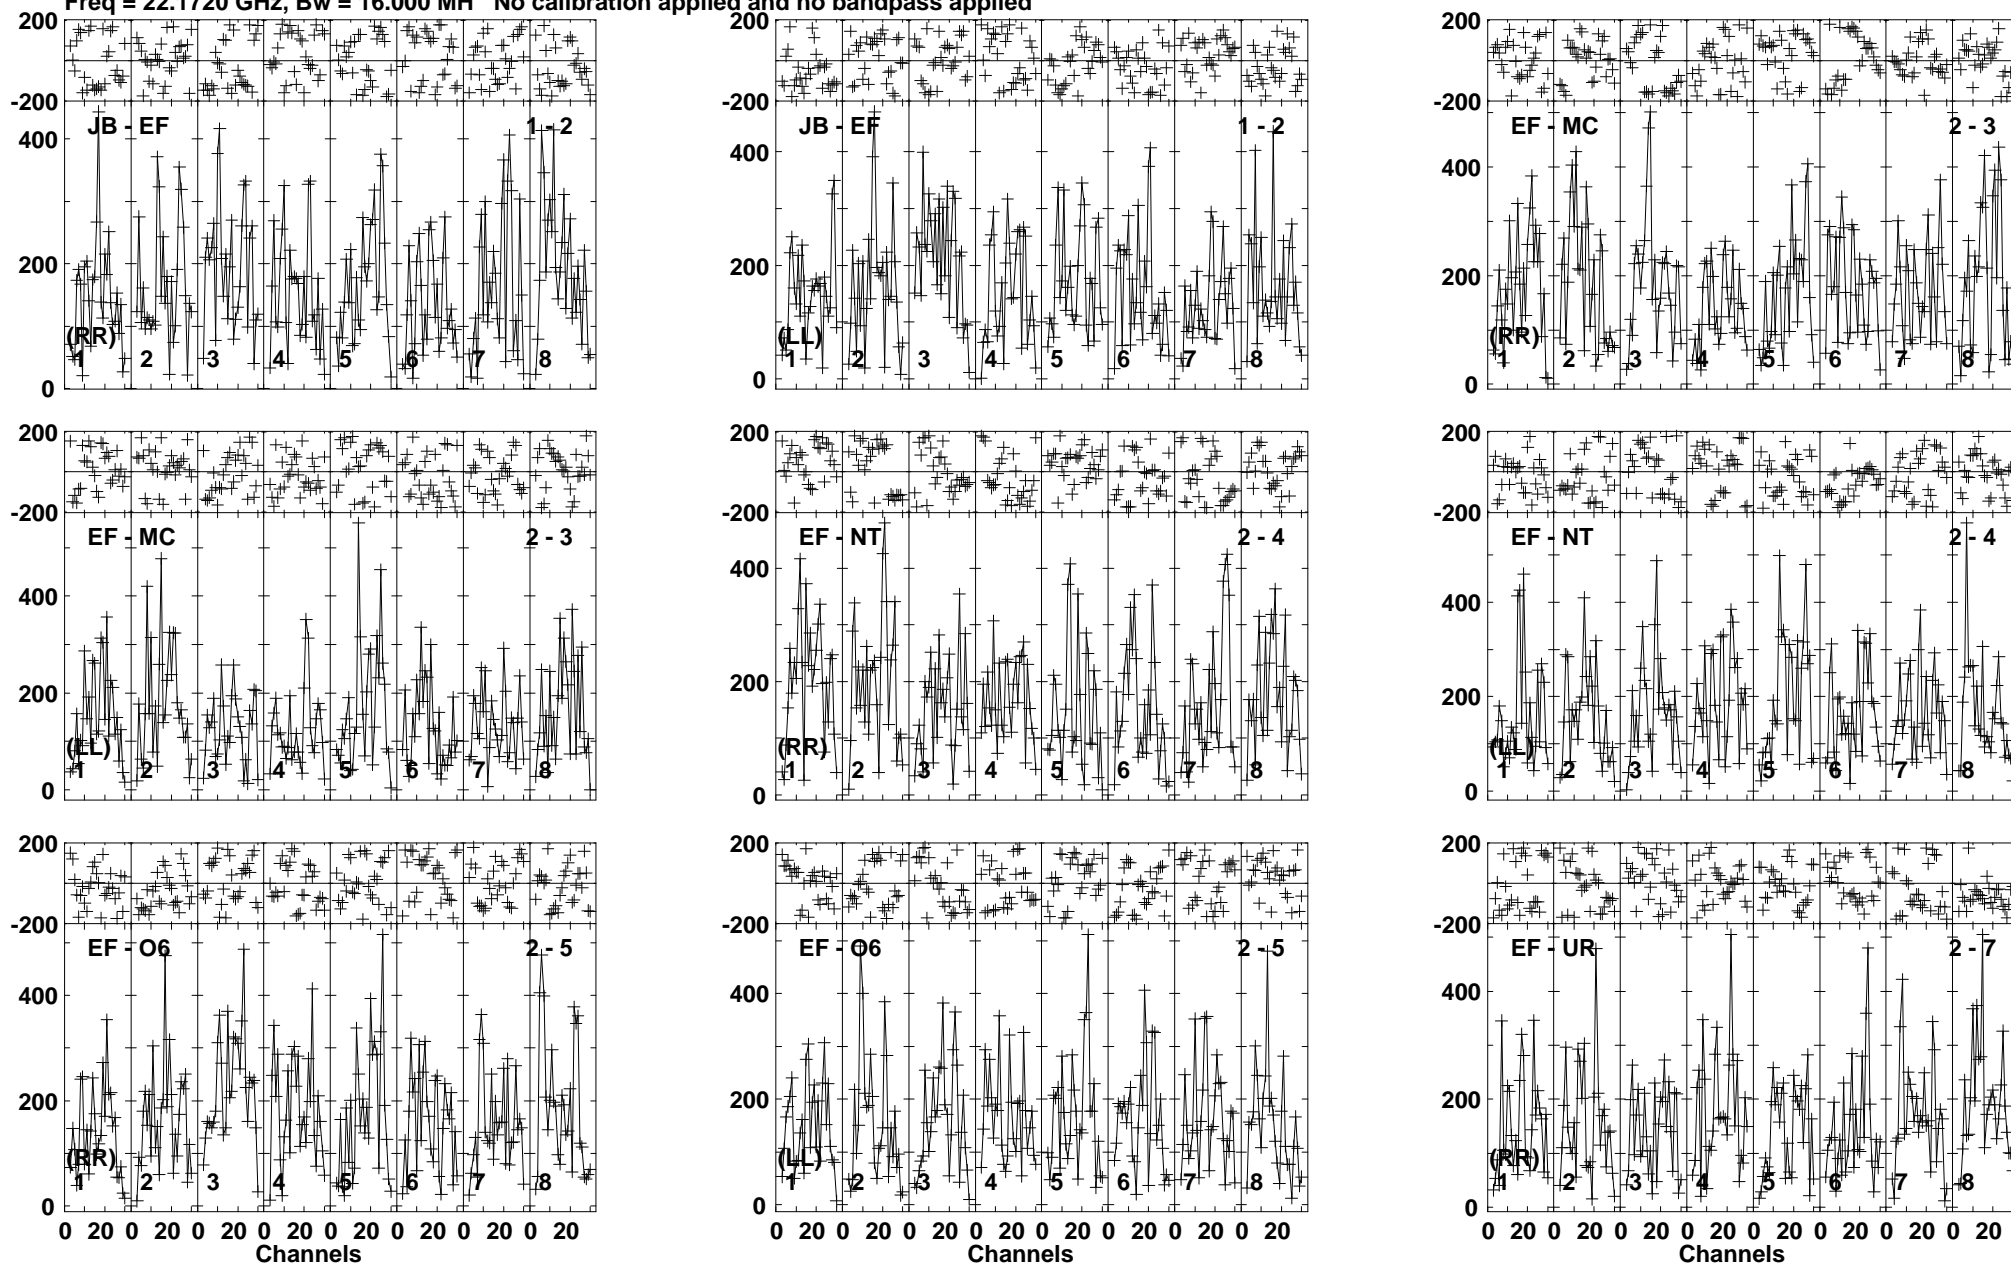 Freq = 22.1720 GHz, Bw = 16.000 MH No calibration applied and no bandpass applied
200 200 200
-200 -200 -200
JB - EF 1 - 2 JB - EF 1 - 2 EF - MC 2 - 3
400 400 400
200 200 200
(RR) (LL) (RR)
1 2 3 4 5 6 7 8 1 2 3 4 5 6 7 8 1 2 3 4 5 6 7 8
0 0 0
200 200 200
-200 -200 -200
EF - MC 2 - 3 EF - NT 2 - 4 EF - NT 2 - 4
400 400 400
200 200 200
(LL) (RR) (LL)
1 2 3 4 5 6 7 8 1 2 3 4 5 6 7 8 1 2 3 4 5 6 7 8
0 0 0
200 200 200
-200 -200 -200
EF - O6 2 - 5 EF - O6 2 - 5 EF - UR 2 - 7
400 400 400
200 200 200
(RR) (LL) (RR)
1 2 3 4 5 6 7 8 1 2 3 4 5 6 7 8 1 2 3 4 5 6 7 8
0 0 0
0 20 0 20 0 20 0 20 0 20 0 20 0 20 0 20 0 20 0 20 0 20 0 20 0 20 0 20 0 20 0 20 0 20 0 20 0 20 0 20 0 20 0 20 0 20 0 20
Channels Channels Channels